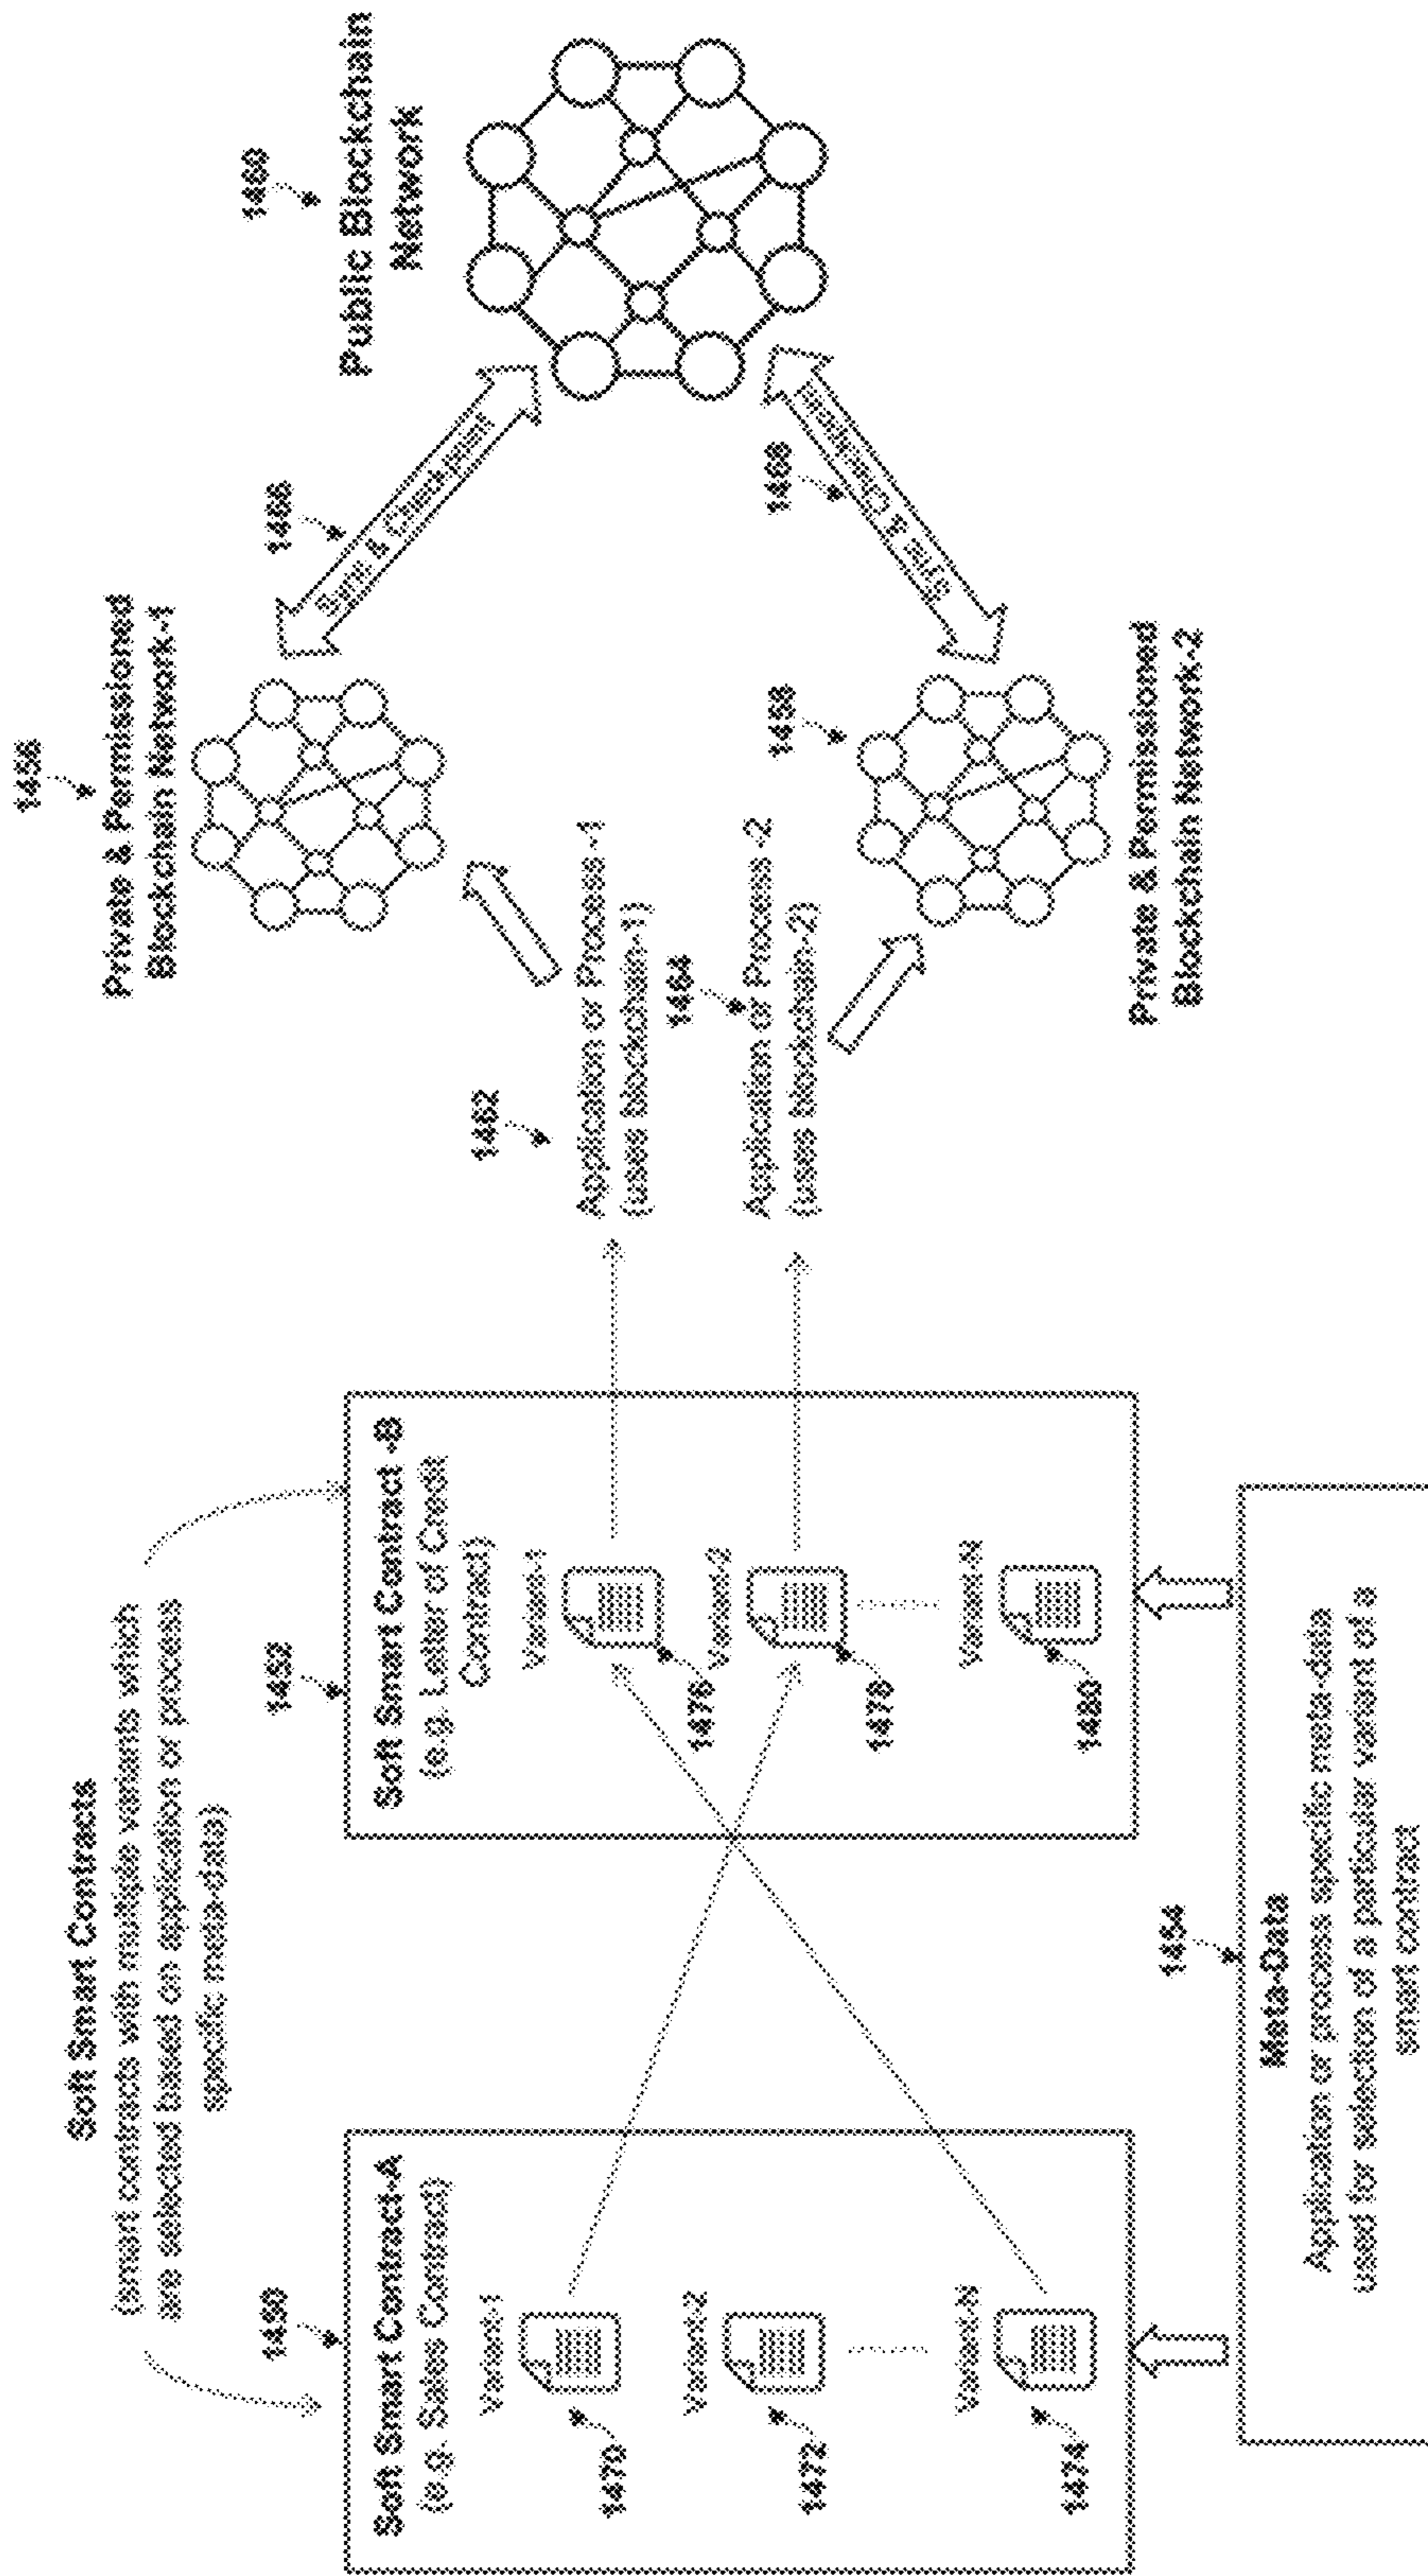 Soft Smart Contracts
(smart contracts with multiple variants which
are selected based on application or process
specific meta-data)
1450
Soft Smart Contract-A
(e.g. Sales Contract)
Variant-1
1470
Variant-2
1472
Variant-N
1474
1452
Soft Smart Contract -B
(e.g. Letter of Credit
Contract)
Variant-1
1476
Variant-2
1478
Variant-N
1480
1454
Meta-Data
Application or process specific meta-data
used for selection of a particular variant of a
smart contract
1462
Application or Process -1
(uses blockchain-1)
1464
Application or Process -2
(uses blockchain-2)
1456
Private & Permissioned
Blockchain Network-1
1458
Private & Permissioned
Blockchain Network-2
1466
Sync & Checkpoint
1468
Sync & Checkpoint
1460
Public Blockchain
Network